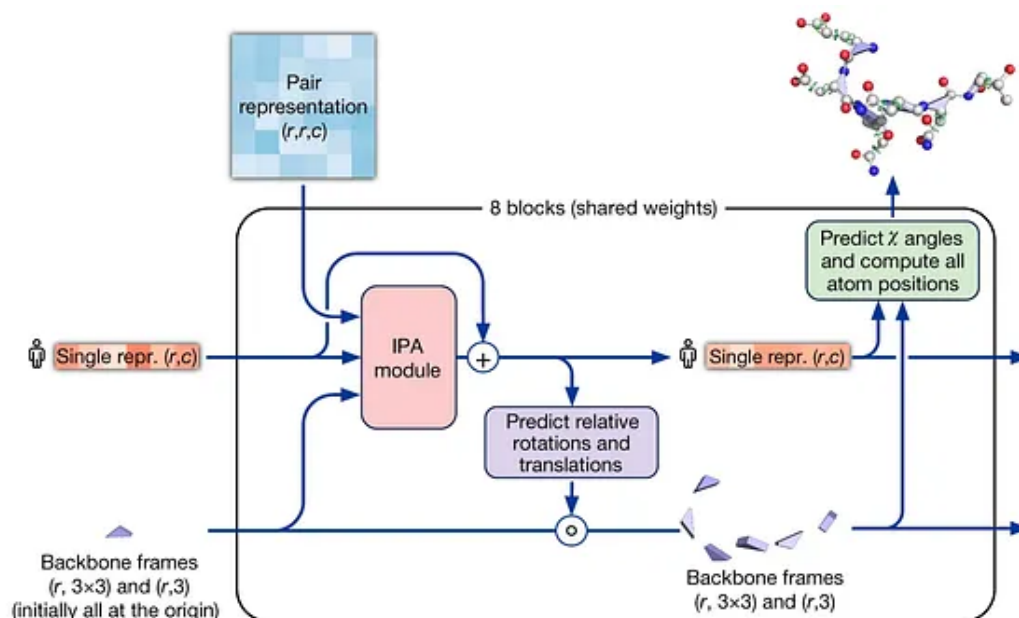 Pair
representation
(r,r,c)
8 blocks (shared weights)
Predict χ angles
and compute all
atom positions
Single repr. (r,c)
IPA
module
+
Single repr. (r,c)
Predict relative
rotations and
translations
Backbone frames
(r, 3×3) and (r,3)
(initially all at the origin)
Backbone frames
(r, 3×3) and (r,3)